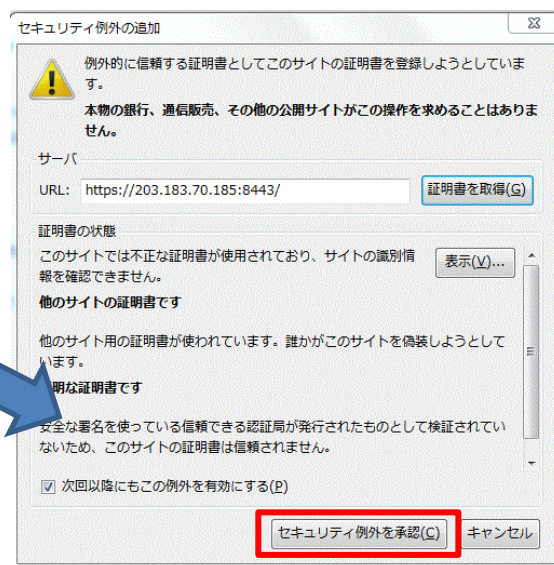 セキュリティ例外の追加
例外的に信頼する証明書としてこのサイトの証明書を登録しようとしていま
す。
本物の銀行、通信販売、その他の公開サイトがこの操作を求めることはありま
せん。
サーバ
URL: https://203.183.70.185:8443/ 証明書を取得(G)
証明書の状態
このサイトでは不正な証明書が使用されており、サイトの識別情 表示(V)...
報を確認できません。
他のサイトの証明書です
他のサイト用の証明書が使われています。誰かがこのサイトを偽装しようとして
います。
明な証明書です
安全な署名を使っている信頼できる認証局が発行されたものとして検証されてい
ないため、このサイトの証明書は信頼されません。
次回以降にもこの例外を有効にする(P)
セキュリティ例外を承認(C) キャンセル